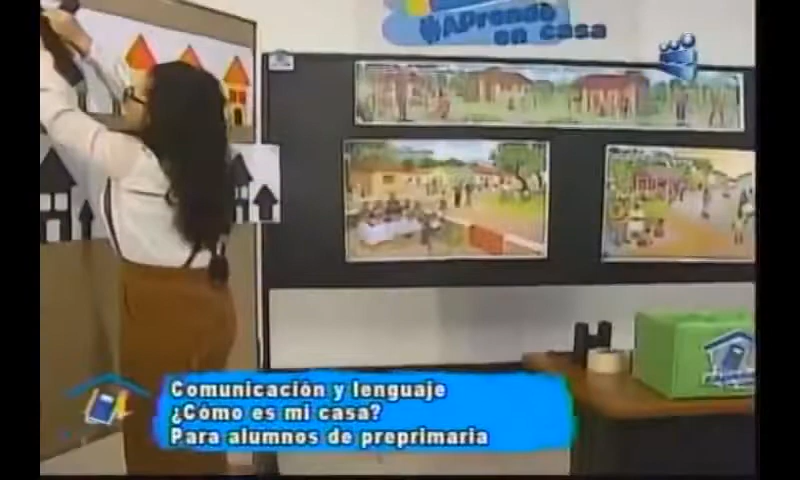 #Aprendo
en casa
Comunicación y lenguaje
¿Cómo es mi casa?
Para alumnos de preprimaria